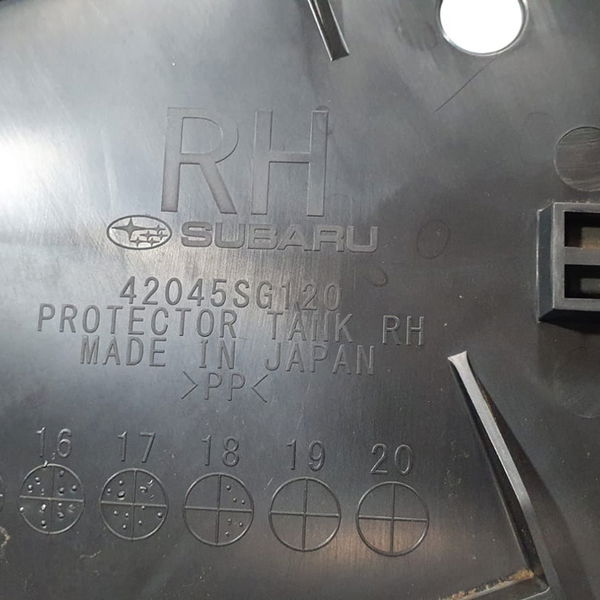 RH
SUBARU
42045SG120
PROTECTOR TANK RH
MADE IN JAPAN
>PP<
16 17 18 19 20